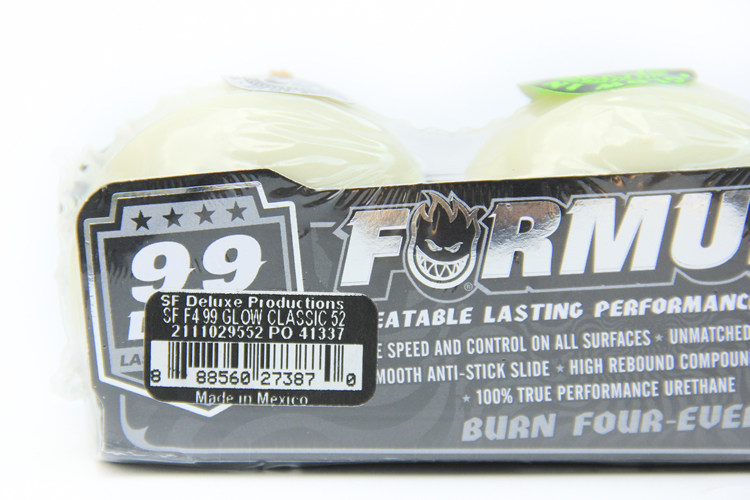 99
FORMU
SF Deluxe Productions
SF F4 99 GLOW CLASSIC 52
2111029552 PO 41337
8 88560 27387 0
Made in Mexico
EATABLE LASTING PERFORMANC
E SPEED AND CONTROL ON ALL SURFACES * UNMATCHED
MOOTH ANTI-STICK SLIDE * HIGH REBOUND COMPOUN
* 100% TRUE PERFORMANCE URETHANE
BURN FOUR-EVE